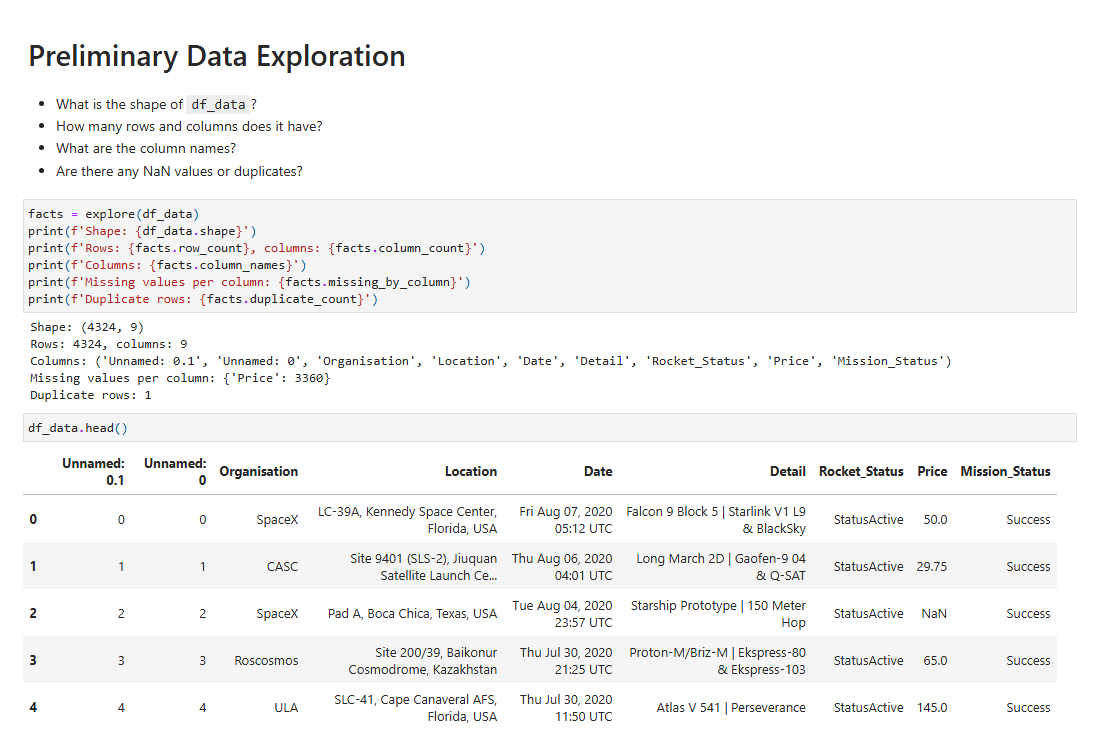 Preliminary Data Exploration
• What is the shape of df_data ?
• How many rows and columns does it have?
• What are the column names?
• Are there any NaN values or duplicates?
facts = explore(df_data)
print(f'Shape: {df_data.shape}')
print(f'Rows: {facts.row_count}, columns: {facts.column_count}')
print(f'Columns: {facts.column_names}')
print(f'Missing values per column: {facts.missing_by_column}')
print(f'Duplicate rows: {facts.duplicate_count}')
Shape: (4324, 9)
Rows: 4324, columns: 9
Columns: ('Unnamed: 0.1', 'Unnamed: 0', 'Organisation', 'Location', 'Date', 'Detail', 'Rocket_Status', 'Price', 'Mission_Status')
Missing values per column: {'Price': 3360}
Duplicate rows: 1
df_data.head()
Unnamed: 0.1 Unnamed: 0 Organisation Location Date Detail Rocket_Status Price Mission_Status
0 0 0 SpaceX LC-39A, Kennedy Space Center, Florida, USA Fri Aug 07, 2020 05:12 UTC Falcon 9 Block 5 | Starlink V1 L9 & BlackSky StatusActive 50.0 Success
1 1 1 CASC Site 9401 (SLS-2), Jiuquan Satellite Launch Ce... Thu Aug 06, 2020 04:01 UTC Long March 2D | Gaofen-9 04 & Q-SAT StatusActive 29.75 Success
2 2 2 SpaceX Pad A, Boca Chica, Texas, USA Tue Aug 04, 2020 23:57 UTC Starship Prototype | 150 Meter Hop StatusActive NaN Success
3 3 3 Roscosmos Site 200/39, Baikonur Cosmodrome, Kazakhstan Thu Jul 30, 2020 21:25 UTC Proton-M/Briz-M | Ekspress-80 & Ekspress-103 StatusActive 65.0 Success
4 4 4 ULA SLC-41, Cape Canaveral AFS, Florida, USA Thu Jul 30, 2020 11:50 UTC Atlas V 541 | Perseverance StatusActive 145.0 Success